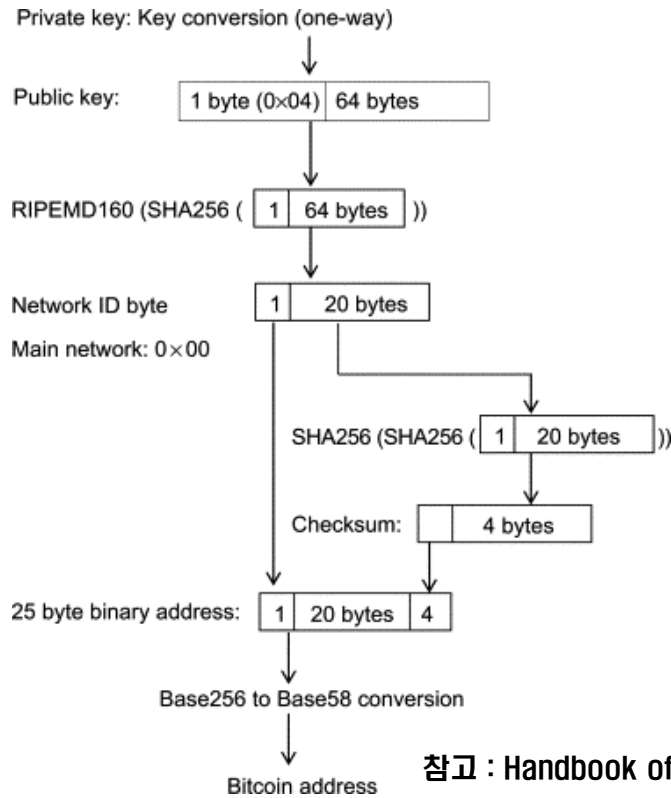 Private key: Key conversion (one-way)
Public key:
1 byte (0×04) 64 bytes
RIPEMD160 (SHA256 ( 1 64 bytes ))
Network ID byte 1 20 bytes
Main network: 0×00
SHA256 (SHA256 ( 1 20 bytes ))
Checksum: 4 bytes
25 byte binary address: 1 20 bytes 4
Base256 to Base58 conversion
참고 : Handbook of
Bitcoin address